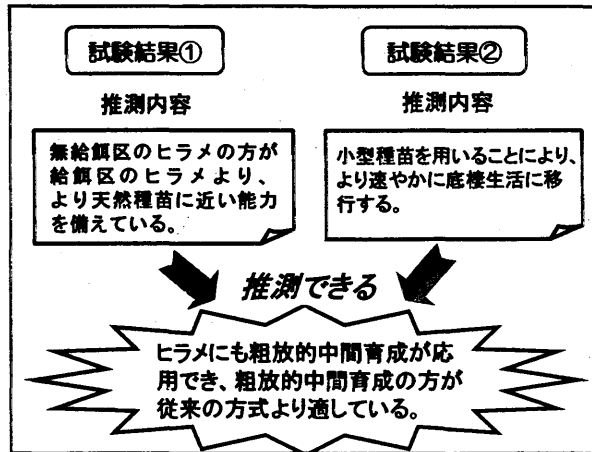 試験結果①
推測内容
無給餌区のヒラメの方が
給餌区のヒラメより、
より天然種苗に近い能力
を備えている。
試験結果②
推測内容
小型種苗を用いることにより、
より速やかに底棲生活に移
行する。
推測できる
ヒラメにも粗放的中間育成が応
用でき、粗放的中間育成の方が
従来の方式より適している。